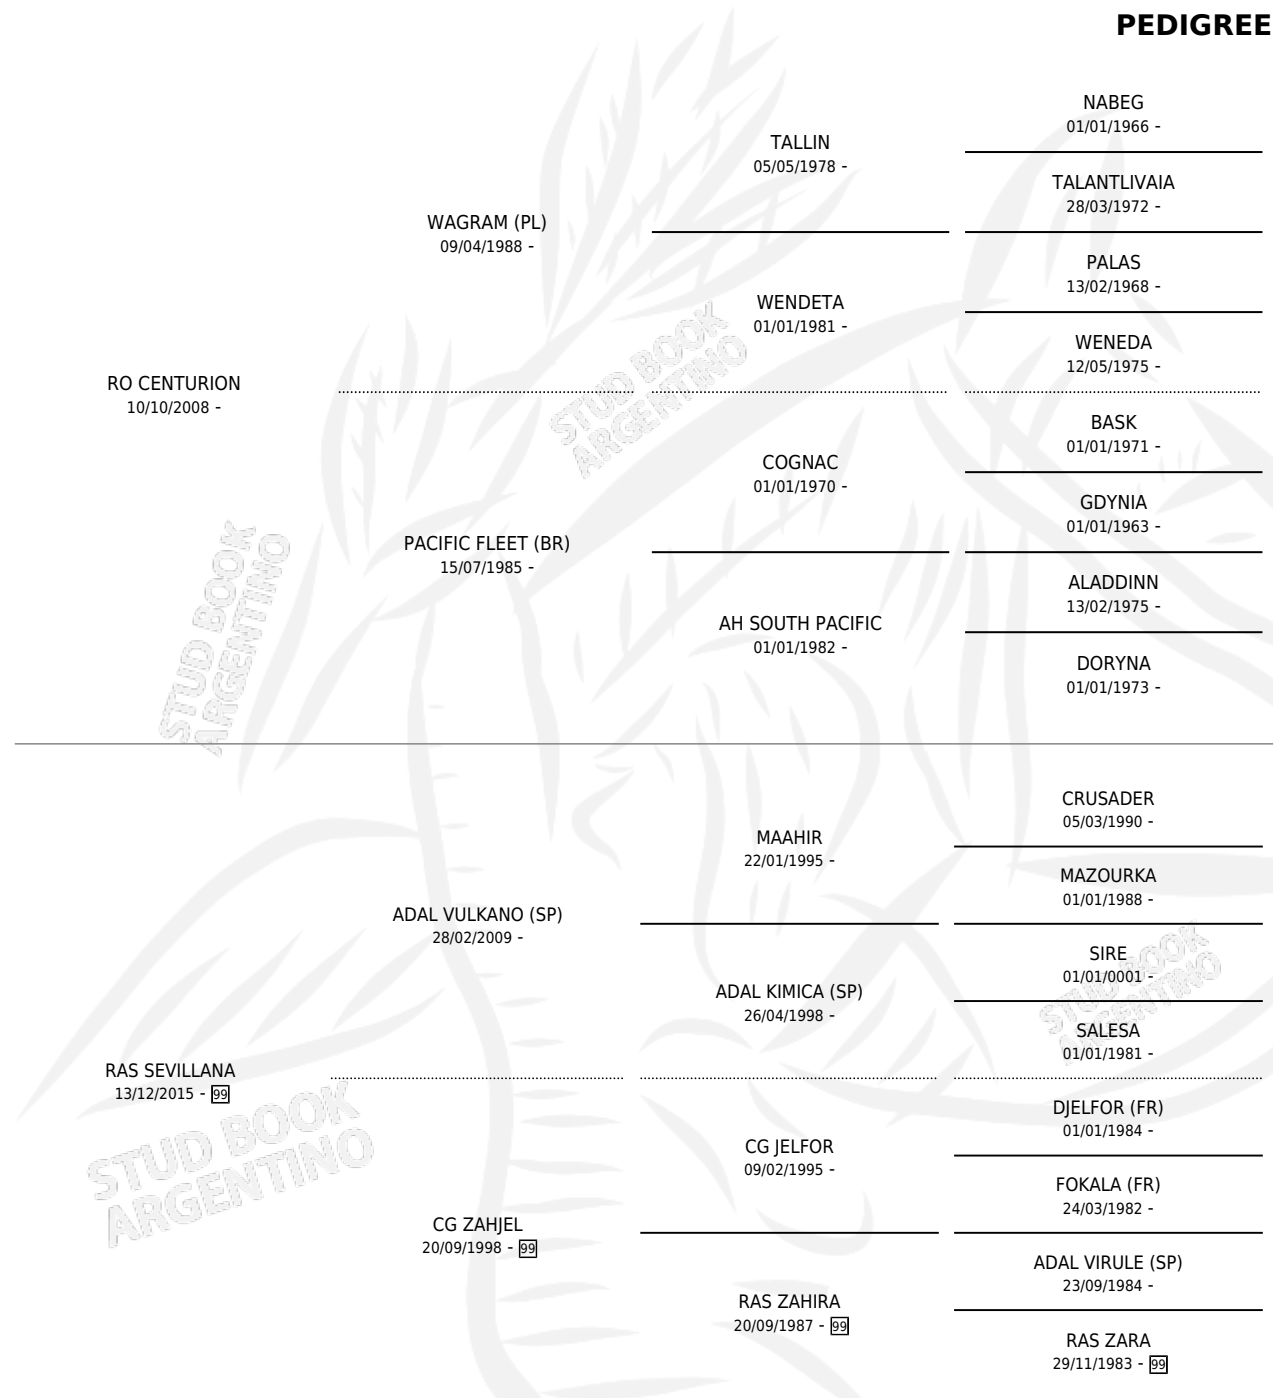 PEDIGREE
NABEG
01/01/1966 -
TALLIN
05/05/1978 -
TALANTLIVAIA
28/03/1972 -
WAGRAM (PL)
09/04/1988 -
PALAS
13/02/1968 -
WENDETA
01/01/1981 -
WENEDA
12/05/1975 -
RO CENTURION
10/10/2008 -
BASK
01/01/1971 -
COGNAC
01/01/1970 -
GDYNIA
01/01/1963 -
PACIFIC FLEET (BR)
15/07/1985 -
ALADDINN
13/02/1975 -
AH SOUTH PACIFIC
01/01/1982 -
DORYNA
01/01/1973 -
CRUSADER
05/03/1990 -
MAAHIR
22/01/1995 -
MAZOURKA
01/01/1988 -
ADAL VULKANO (SP)
28/02/2009 -
SIRE
01/01/0001 -
ADAL KIMICA (SP)
26/04/1998 -
SALESA
01/01/1981 -
RAS SEVILLANA
13/12/2015 - 99
DJELFOR (FR)
01/01/1984 -
CG JELFOR
09/02/1995 -
FOKALA (FR)
24/03/1982 -
CG ZAHJEL
20/09/1998 - 99
ADAL VIRULE (SP)
23/09/1984 -
RAS ZAHIRA
20/09/1987 - 99
RAS ZARA
29/11/1983 - 99
STUD BOOK
ARGENTINO
STUD BOOK
ARGENTINO
STUD BOOK
ARGENTINO
STUD BOOK
ARGENTINO